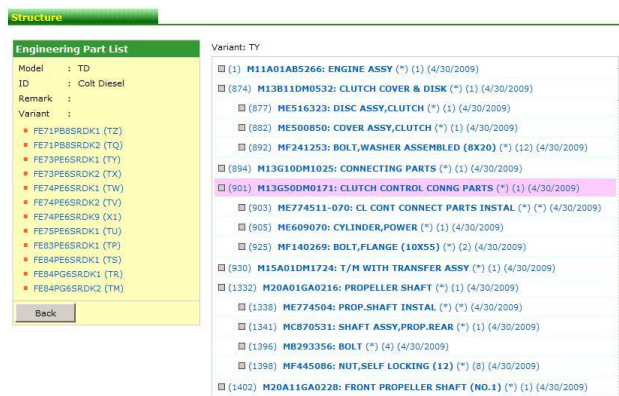 Structure
Engineering Part List
Model : TD
ID : Colt Diesel
Remark :
Variant :
FE71PB8SRDK1 (TZ)
FE71PB8SRDK2 (TQ)
FE73PE6SRDK1 (TY)
FE73PE6SRDK2 (TX)
FE74PE6SRDK1 (TW)
FE74PE6SRDK2 (TV)
FE74PE6SRDK9 (X1)
FE75PE6SRDK1 (TU)
FE83PE6SRDK1 (TP)
FE84PE6SRDK1 (TS)
FE84PG6SRDK1 (TR)
FE84PG6SRDK2 (TM)
Back
Variant: TY
(1) M11A01AB5266: ENGINE ASSY (*) (1) (4/30/2009)
(874) M13B11DM0532: CLUTCH COVER & DISK (*) (1) (4/30/2009)
(877) ME516323: DISC ASSY,CLUTCH (*) (1) (4/30/2009)
(882) ME500850: COVER ASSY,CLUTCH (*) (1) (4/30/2009)
(892) MF241253: BOLT,WASHER ASSEMBLED (8X20) (*) (12) (4/30/2009)
(894) M13G10DM1025: CONNECTING PARTS (*) (1) (4/30/2009)
(901) M13G50DM0171: CLUTCH CONTROL CONNG PARTS (*) (1) (4/30/2009)
(903) ME774511-070: CL CONT CONNECT PARTS INSTAL (*) (*) (4/30/2009)
(905) ME609070: CYLINDER,POWER (*) (1) (4/30/2009)
(925) MF140269: BOLT,FLANGE (10X55) (*) (2) (4/30/2009)
(930) M15A01DM1724: T/M WITH TRANSFER ASSY (*) (1) (4/30/2009)
(1332) M20A01GA0216: PROPELLER SHAFT (*) (1) (4/30/2009)
(1338) ME774504: PROP.SHAFT INSTAL (*) (*) (4/30/2009)
(1341) MC870531: SHAFT ASSY,PROP.REAR (*) (1) (4/30/2009)
(1396) MB293356: BOLT (*) (4) (4/30/2009)
(1398) MF445086: NUT,SELF LOCKING (12) (*) (8) (4/30/2009)
(1402) M20A11GA0228: FRONT PROPELLER SHAFT (NO.1) (*) (1) (4/30/2009)